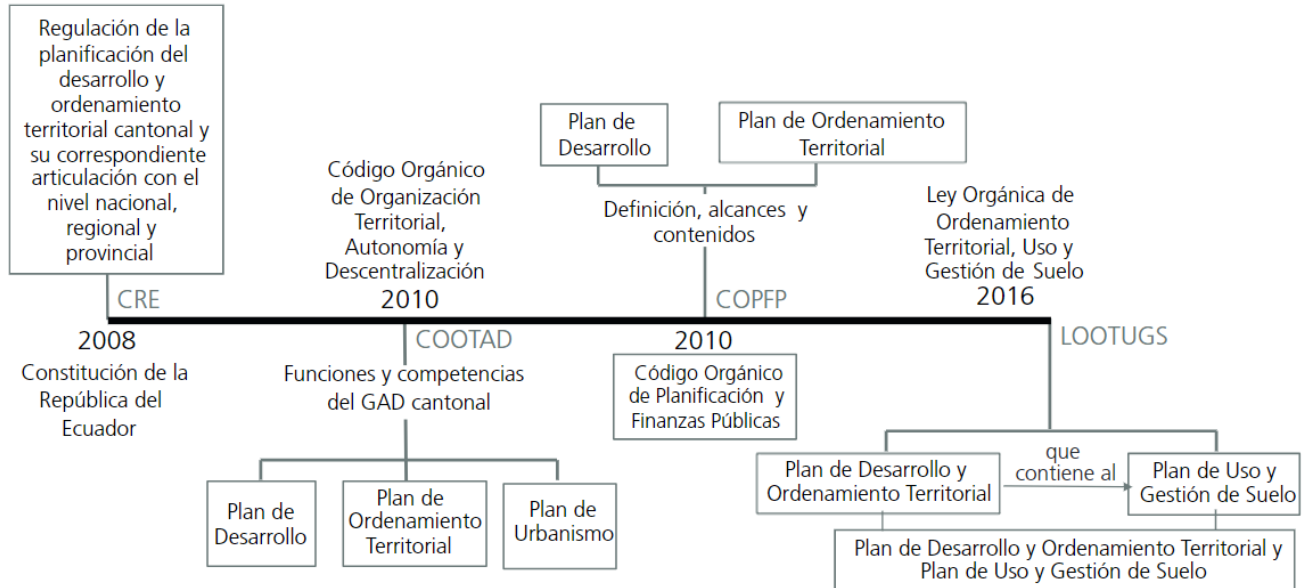 Regulación de la
planificación del
desarrollo y
ordenamiento
territorial cantonal y
su correspondiente
articulación con el
nivel nacional,
regional y
provincial
CRE
2008
Constitución de la
República del
Ecuador
Código Orgánico
de Organización
Territorial,
Autonomía y
Descentralización
2010
COOTAD
Funciones y competencias
del GAD cantonal
Plan de
Desarrollo
Plan de
Ordenamiento
Territorial
Plan de
Urbanismo
Plan de
Desarrollo
Plan de Ordenamiento
Territorial
Definición, alcances y
contenidos
COPFP
2010
Código Orgánico
de Planificación y
Finanzas Públicas
Ley Orgánica de
Ordenamiento
Territorial, Uso y
Gestión de Suelo
2016
LOOTUGS
Plan de Desarrollo y
Ordenamiento Territorial
que
contiene al
Plan de Uso y
Gestión de Suelo
Plan de Desarrollo y Ordenamiento Territorial y
Plan de Uso y Gestión de Suelo